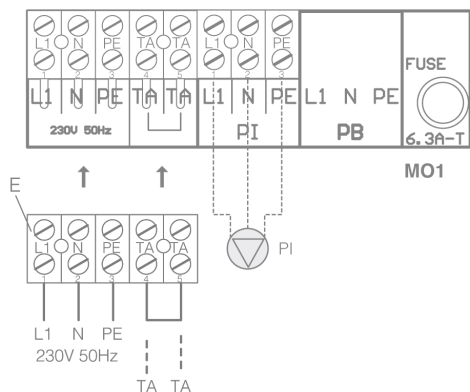 L1 N PE TA TA L1 N PE
1 2 3 4 5 1 2 3
FUSE
L1 N PE TA TA L1 N PE L1 N PE
230V 50Hz PI PB 6.3A-T
MO1
E
L1 N PE TA TA
1 2 3 4 5
PI
L1 N PE
230V 50Hz
TA TA